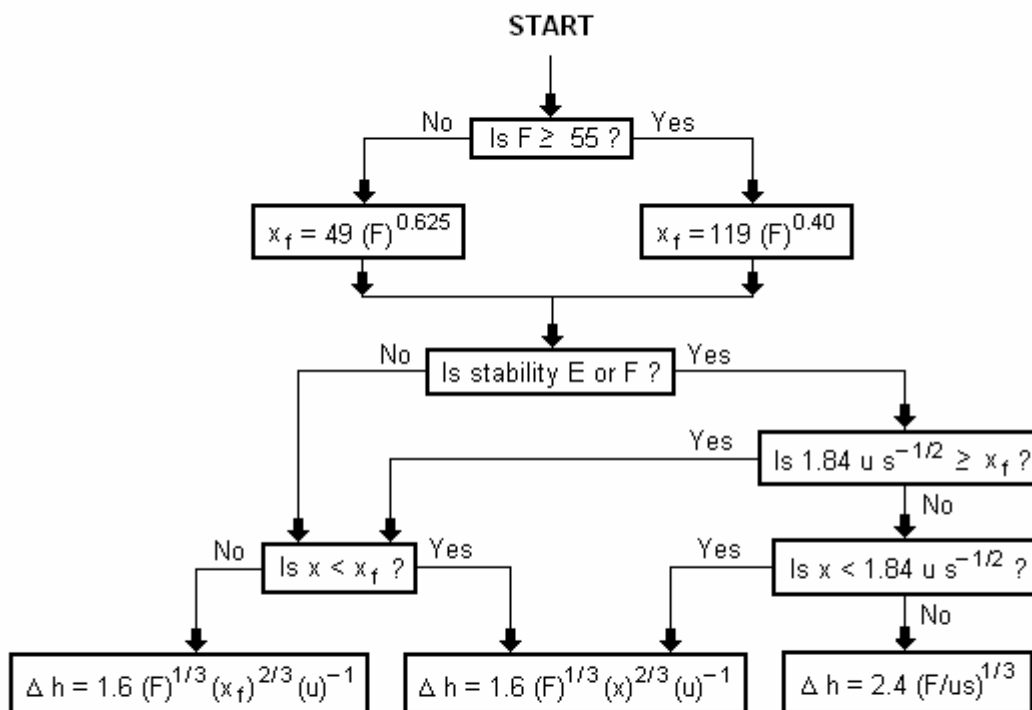 START
No
Yes
Is F ≥ 55 ?
x_f = 49 (F)^0.625
x_f = 119 (F)^0.40
No
Yes
Is stability E or F ?
Yes
Is 1.84 u s^−1/2 ≥ x_f ?
No
No
Yes
Is x < x_f ?
Yes
Is x < 1.84 u s^−1/2 ?
No
Δ h = 1.6 (F)^1/3 (x_f)^2/3 (u)^−1
Δ h = 1.6 (F)^1/3 (x)^2/3 (u)^−1
Δ h = 2.4 (F/us)^1/3